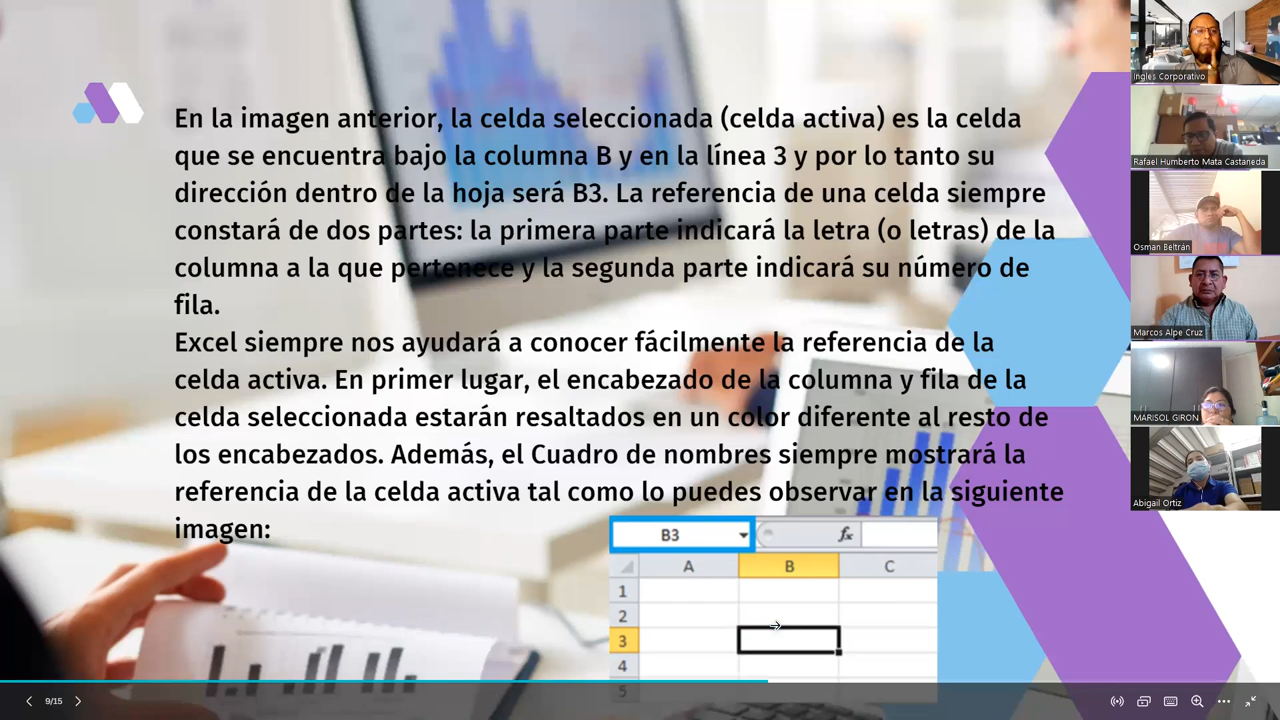 En la imagen anterior, la celda seleccionada (celda activa) es la celda
que se encuentra bajo la columna B y en la línea 3 y por lo tanto su
dirección dentro de la hoja será B3. La referencia de una celda siempre
constará de dos partes: la primera parte indicará la letra (o letras) de la
columna a la que pertenece y la segunda parte indicará su número de
fila.
Excel siempre nos ayudará a conocer fácilmente la referencia de la
celda activa. En primer lugar, el encabezado de la columna y fila de la
celda seleccionada estarán resaltados en un color diferente al resto de
los encabezados. Además, el Cuadro de nombres siempre mostrará la
referencia de la celda activa tal como lo puedes observar en la siguiente
imagen:
B3 fx
A B C
1
2
3
4
5
9/15
Ingles Corporativo
Rafael Humberto Mata Castaneda
Osman Beltrán
Marcos Alpe Cruz
MARISOL GIRON
Abigail Ortiz